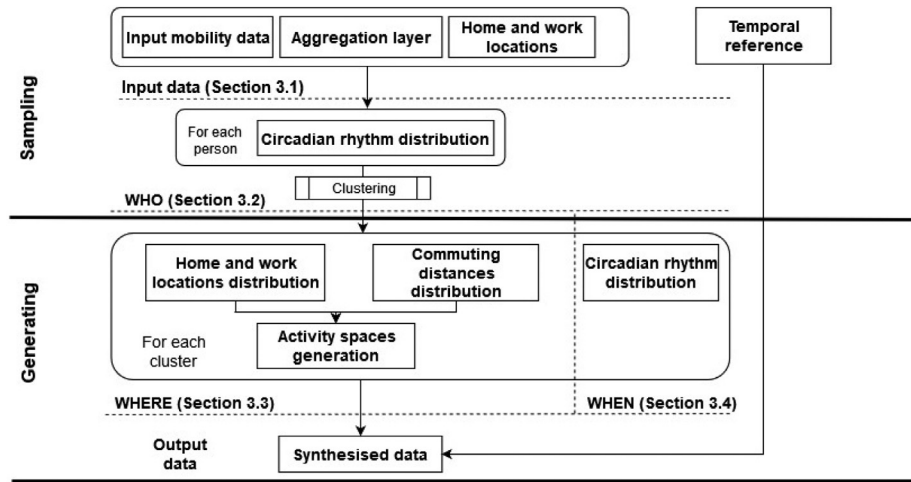 Sampling
Input mobility data
Aggregation layer
Home and work
locations
Temporal
reference
Input data (Section 3.1)
For each
person
Circadian rhythm distribution
Clustering
WHO (Section 3.2)
Generating
Home and work
locations distribution
Commuting
distances
distribution
Circadian rhythm
distribution
Activity spaces
generation
For each
cluster
WHERE (Section 3.3)
WHEN (Section 3.4)
Output
data
Synthesised data